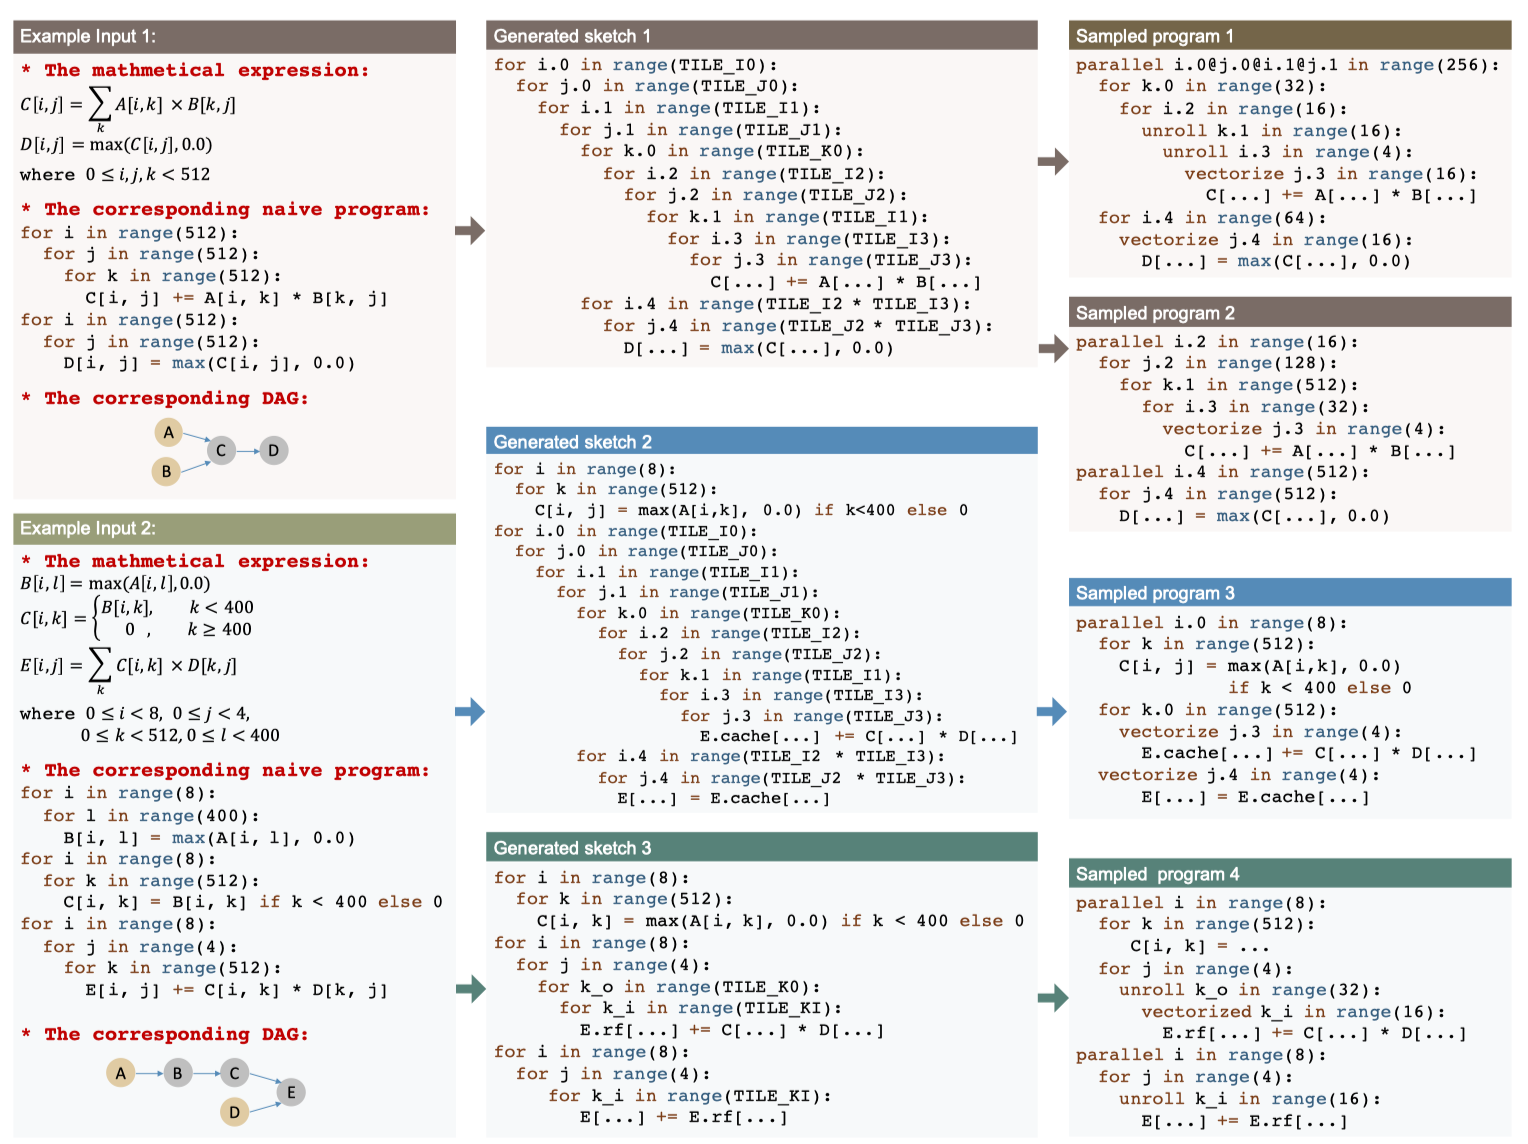 Example Input 1:
* The mathmetical expression:
C[i,j] = ∑ A[i,k] × B[k,j]
k
D[i,j] = max(C[i,j], 0.0)
where 0 ≤ i,j,k < 512
* The corresponding naive program:
for i in range(512):
for j in range(512):
for k in range(512):
C[i, j] += A[i, k] * B[k, j]
for i in range(512):
for j in range(512):
D[i, j] = max(C[i, j], 0.0)
* The corresponding DAG:
A
B
C
D
Example Input 2:
* The mathmetical expression:
B[i,l] = max(A[i,l],0.0)
C[i,k] = { B[i,k], k < 400
0 , k ≥ 400
E[i,j] = ∑ C[i,k] × D[k,j]
k
where 0 ≤ i < 8, 0 ≤ j < 4,
0 ≤ k < 512, 0 ≤ l < 400
* The corresponding naive program:
for i in range(8):
for l in range(400):
B[i, l] = max(A[i, l], 0.0)
for i in range(8):
for k in range(512):
C[i, k] = B[i, k] if k < 400 else 0
for i in range(8):
for j in range(4):
for k in range(512):
E[i, j] += C[i, k] * D[k, j]
* The corresponding DAG:
A
B
C
D
E
Generated sketch 1
for i.0 in range(TILE_I0):
for j.0 in range(TILE_J0):
for i.1 in range(TILE_I1):
for j.1 in range(TILE_J1):
for k.0 in range(TILE_K0):
for i.2 in range(TILE_I2):
for j.2 in range(TILE_J2):
for k.1 in range(TILE_I1):
for i.3 in range(TILE_I3):
for j.3 in range(TILE_J3):
C[...] += A[...] * B[...]
for i.4 in range(TILE_I2 * TILE_I3):
for j.4 in range(TILE_J2 * TILE_J3):
D[...] = max(C[...], 0.0)
Generated sketch 2
for i in range(8):
for k in range(512):
C[i, j] = max(A[i,k], 0.0) if k<400 else 0
for i.0 in range(TILE_I0):
for j.0 in range(TILE_J0):
for i.1 in range(TILE_I1):
for j.1 in range(TILE_J1):
for k.0 in range(TILE_K0):
for i.2 in range(TILE_I2):
for j.2 in range(TILE_J2):
for k.1 in range(TILE_I1):
for i.3 in range(TILE_I3):
for j.3 in range(TILE_J3):
E.cache[...] += C[...] * D[...]
for i.4 in range(TILE_I2 * TILE_I3):
for j.4 in range(TILE_J2 * TILE_J3):
E[...] = E.cache[...]
Generated sketch 3
for i in range(8):
for k in range(512):
C[i, k] = max(A[i, k], 0.0) if k < 400 else 0
for i in range(8):
for j in range(4):
for k_o in range(TILE_K0):
for k_i in range(TILE_KI):
E.rf[...] += C[...] * D[...]
for i in range(8):
for j in range(4):
for k_i in range(TILE_KI):
E[...] += E.rf[...]
Sampled program 1
parallel i.0@j.0@i.1@j.1 in range(256):
for k.0 in range(32):
for i.2 in range(16):
unroll k.1 in range(16):
unroll i.3 in range(4):
vectorize j.3 in range(16):
C[...] += A[...] * B[...]
for i.4 in range(64):
vectorize j.4 in range(16):
D[...] = max(C[...], 0.0)
Sampled program 2
parallel i.2 in range(16):
for j.2 in range(128):
for k.1 in range(512):
for i.3 in range(32):
vectorize j.3 in range(4):
C[...] += A[...] * B[...]
parallel i.4 in range(512):
for j.4 in range(512):
D[...] = max(C[...], 0.0)
Sampled program 3
parallel i.0 in range(8):
for k in range(512):
C[i, j] = max(A[i,k], 0.0)
if k < 400 else 0
for k.0 in range(512):
vectorize j.3 in range(4):
E.cache[...] += C[...] * D[...]
vectorize j.4 in range(4):
E[...] = E.cache[...]
Sampled program 4
parallel i in range(8):
for k in range(512):
C[i, k] = ...
for j in range(4):
unroll k_o in range(32):
vectorized k_i in range(16):
E.rf[...] += C[...] * D[...]
parallel i in range(8):
for j in range(4):
unroll k_i in range(16):
E[...] += E.rf[...]